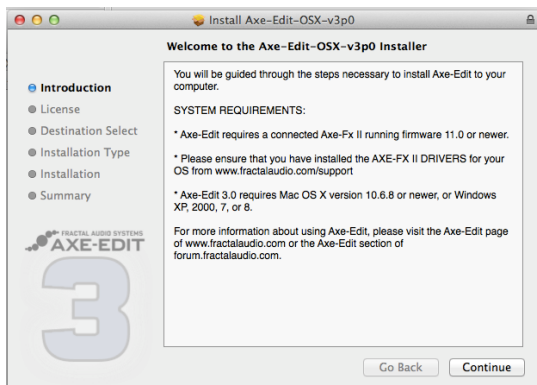 Install Axe-Edit-OSX-v3p0
Welcome to the Axe-Edit-OSX-v3p0 Installer
Introduction
License
Destination Select
Installation Type
Installation
Summary
FRACTAL AUDIO SYSTEMS
AXE-EDIT
3
You will be guided through the steps necessary to install Axe-Edit to your
computer.
SYSTEM REQUIREMENTS:
* Axe-Edit requires a connected Axe-Fx II running firmware 11.0 or newer.
* Please ensure that you have installed the AXE-FX II DRIVERS for your
OS from www.fractalaudio.com/support
* Axe-Edit 3.0 requires Mac OS X version 10.6.8 or newer, or Windows
XP, 2000, 7, or 8.
For more information about using Axe-Edit, please visit the Axe-Edit page
of www.fractalaudio.com or the Axe-Edit section of
forum.fractalaudio.com.
Go Back
Continue